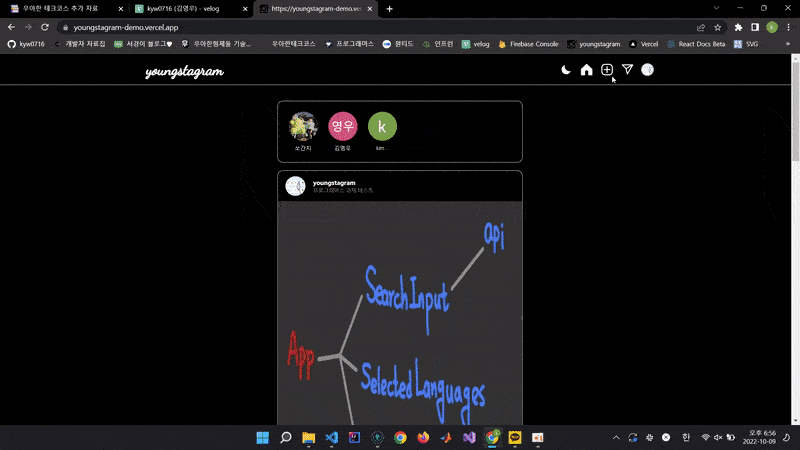 우아한 테크코스 추가 자료
kyw0716 (김영우) - velog
https://youngstagram-demo.verce
youngstagram-demo.vercel.app
kyw0716
개발자 자료집
서경이 블로그♥
우아한형제들 기술...
우아한테크코스
프로그래머스
원티드
인프런
velog
Firebase Console
youngstagram
Vercel
React Docs Beta
SVG
youngstagram
영우
k
쏘간지
김영우
kim ...
youngstagram
프로그래머스 과제 테스트
api
SearchInput
App
SelectedLanguages
한
오후 6:56
2022-10-09